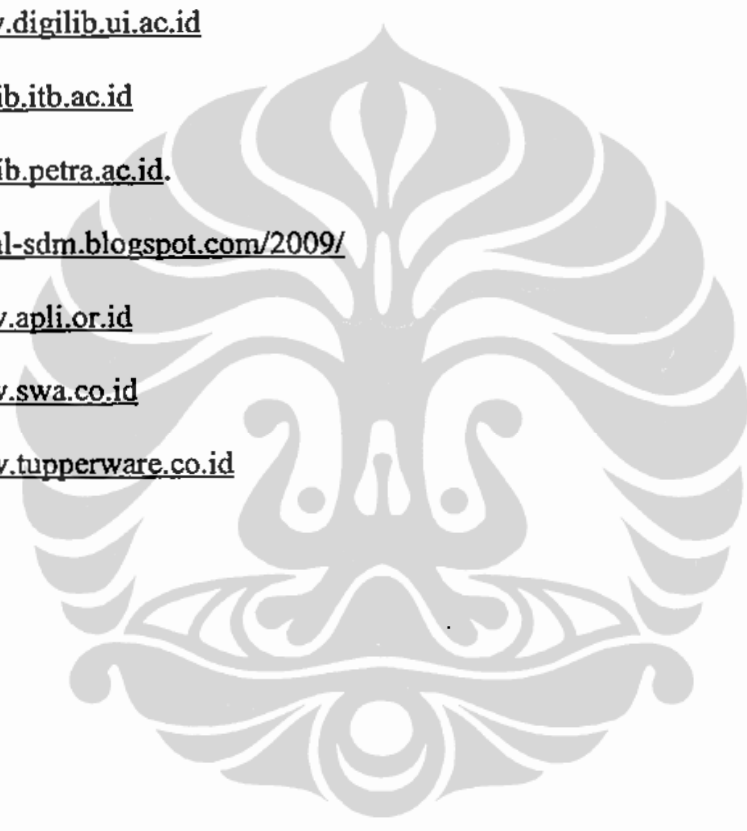 .digilib.ui.ac.id
ib.itb.ac.id
ib.petra.ac.id.
al-sdm.blogspot.com/2009/
.apli.or.id
.swa.co.id
.tupperware.co.id